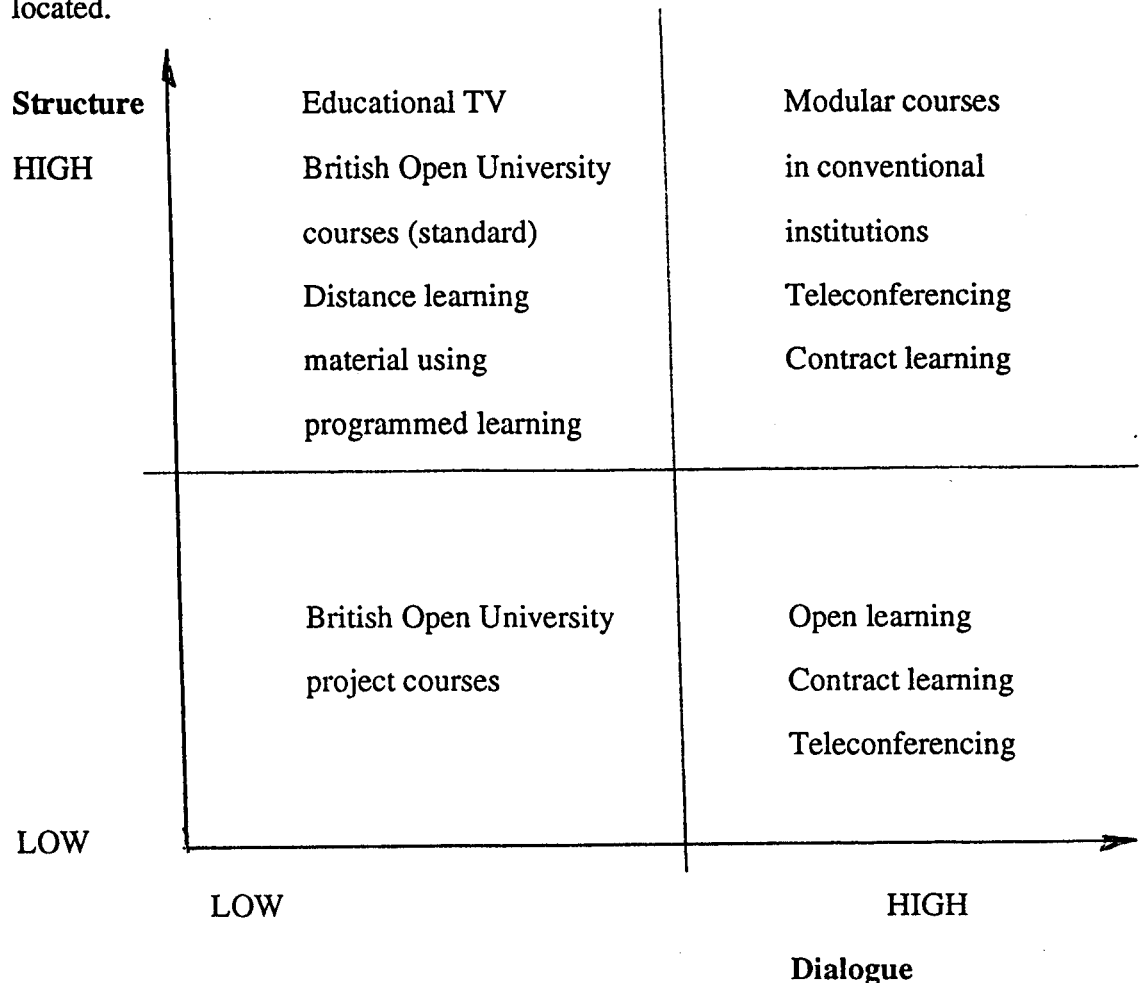 located.
Structure
HIGH
Educational TV
British Open University
courses (standard)
Distance learning
material using
programmed learning
Modular courses
in conventional
institutions
Teleconferencing
Contract learning
British Open University
project courses
Open learning
Contract learning
Teleconferencing
LOW
LOW
HIGH
Dialogue